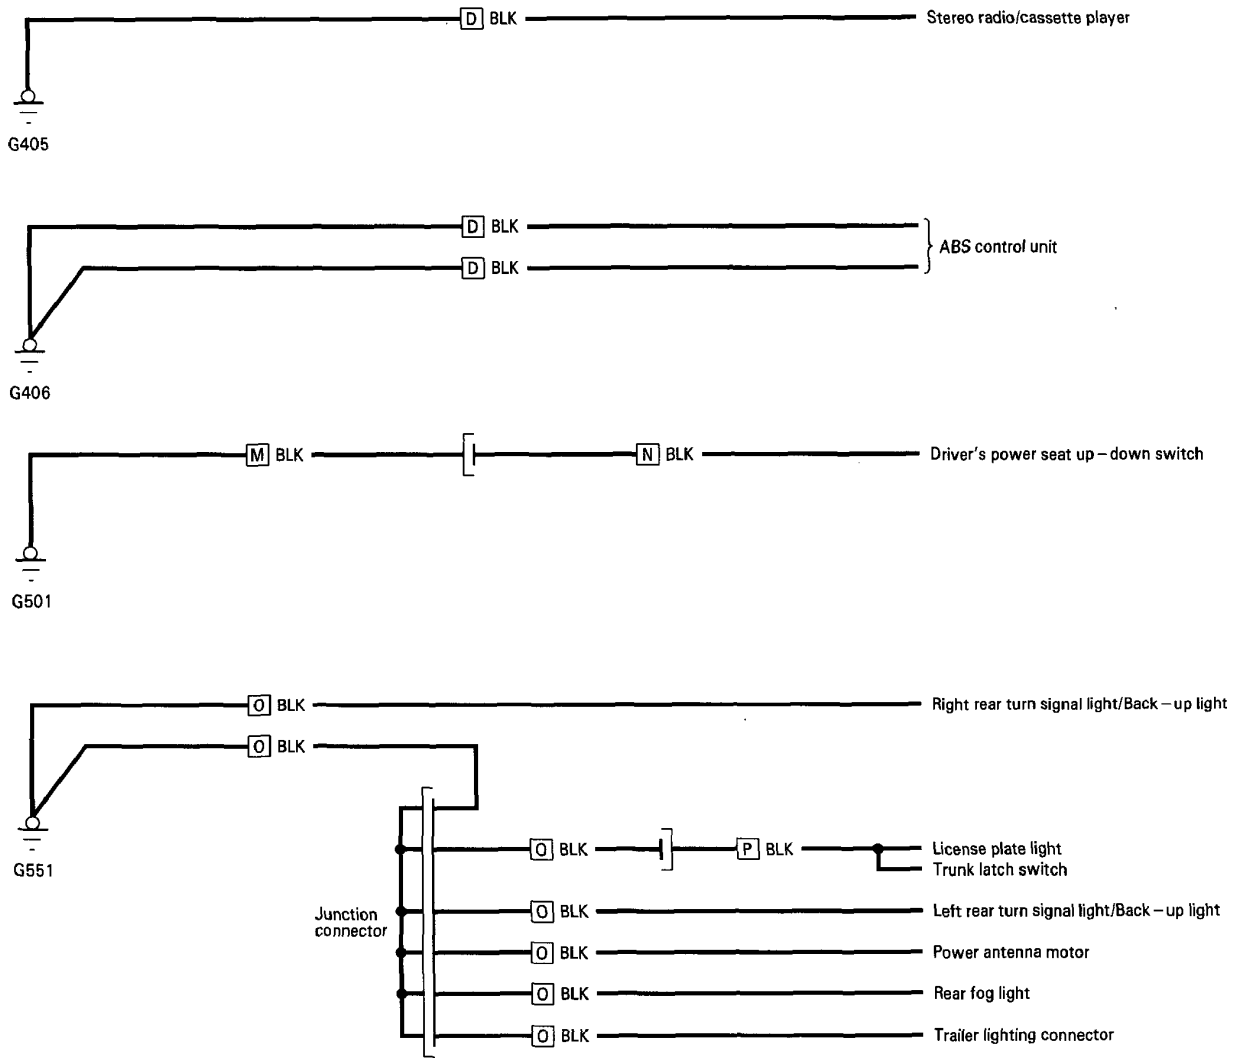 D BLK Stereo radio/cassette player
G405
D BLK
ABS control unit
D BLK
G406
M BLK N BLK Driver's power seat up–down switch
G501
O BLK Right rear turn signal light/Back–up light
O BLK
G551
O BLK P BLK License plate light
Trunk latch switch
Junction
connector
O BLK Left rear turn signal light/Back–up light
O BLK Power antenna motor
O BLK Rear fog light
O BLK Trailer lighting connector